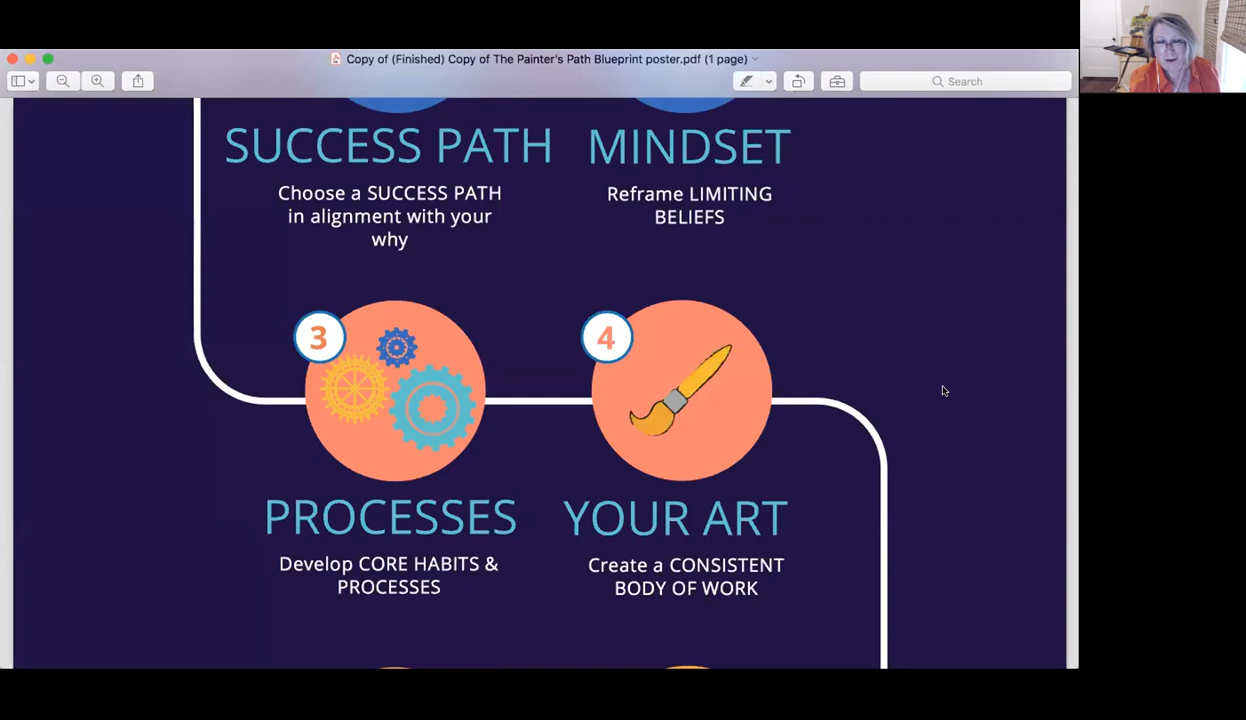 Copy of (Finished) Copy of The Painter's Path Blueprint poster.pdf (1 page)
Search
SUCCESS PATH
Choose a SUCCESS PATH
in alignment with your
why
MINDSET
Reframe LIMITING
BELIEFS
3
PROCESSES
Develop CORE HABITS &
PROCESSES
4
YOUR ART
Create a CONSISTENT
BODY OF WORK